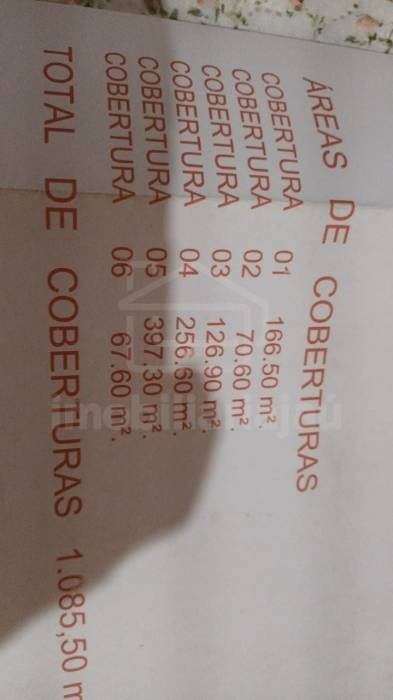 ÁREAS DE COBERTURAS
COBERTURA 01 166.50 m².
COBERTURA 02 70.60 m².
COBERTURA 03 126.90 m².
COBERTURA 04 256.60 m².
COBERTURA 05 397.30 m².
COBERTURA 06 67.60 m².
TOTAL DE COBERTURAS 1.085,50 m